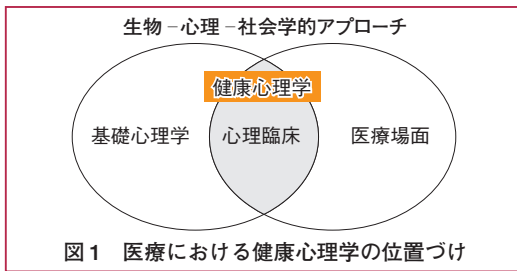 生物－心理－社会学的アプローチ
健康心理学
基礎心理学 心理臨床 医療場面
図1 医療における健康心理学の位置づけ